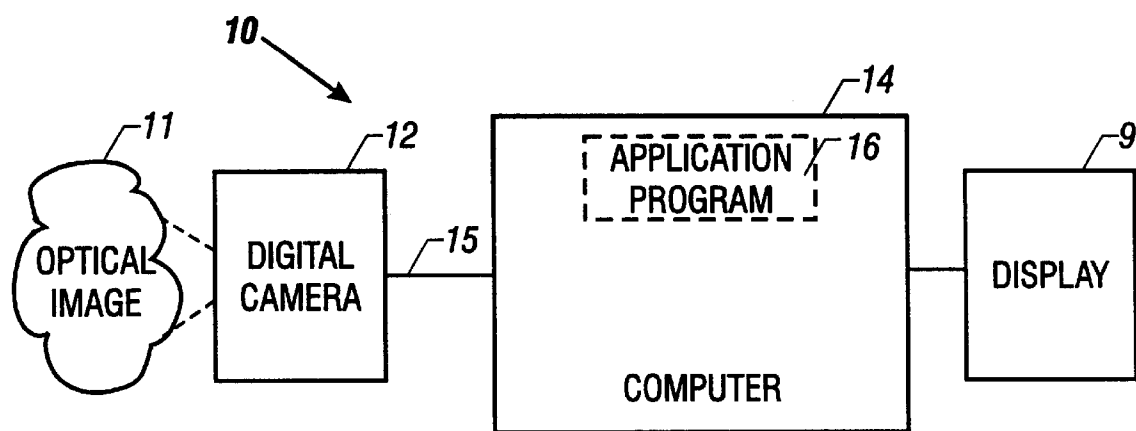 10
11
12
14
9
APPLICATION 16
PROGRAM
15
OPTICAL
IMAGE
DIGITAL
CAMERA
DISPLAY
COMPUTER